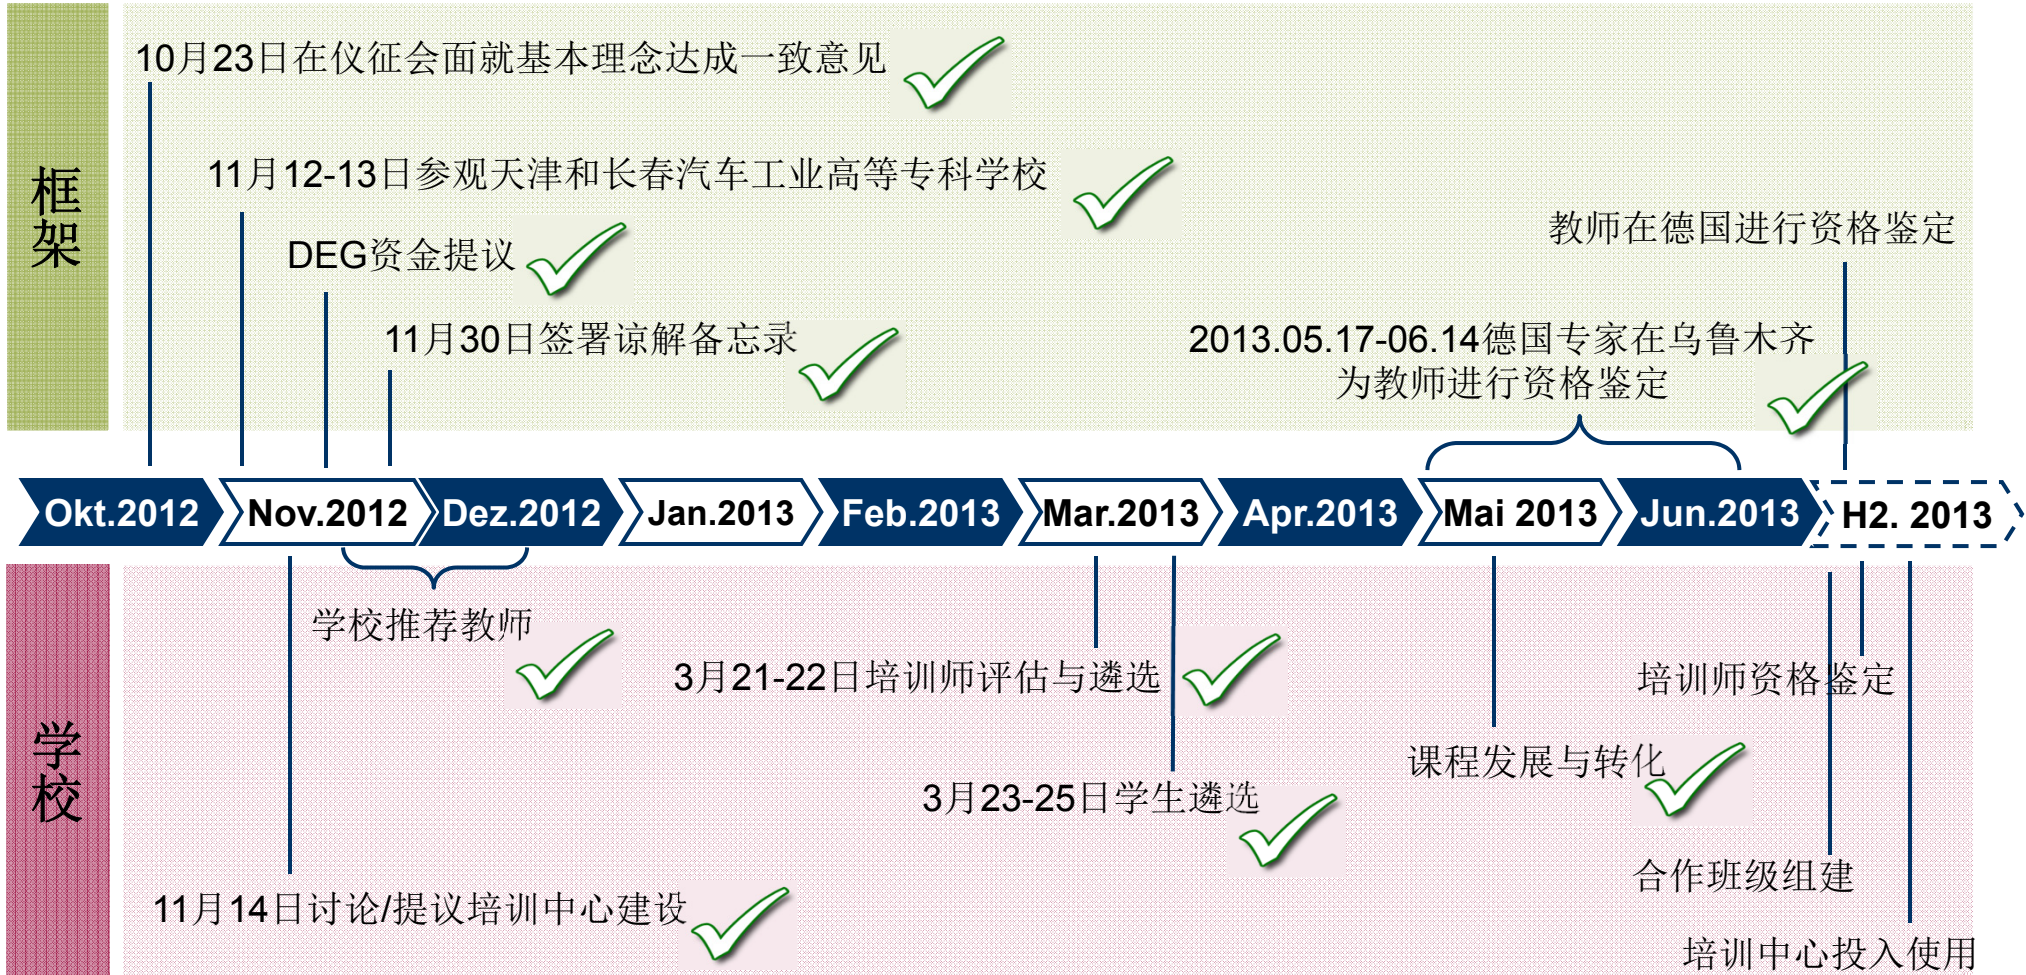 框架
10月23日在仪征会面就基本理念达成一致意见
11月12-13日参观天津和长春汽车工业高等专科学校
DEG资金提议
11月30日签署谅解备忘录
教师在德国进行资格鉴定
2013.05.17-06.14德国专家在乌鲁木齐
为教师进行资格鉴定
Okt.2012
Nov.2012
Dez.2012
Jan.2013
Feb.2013
Mar.2013
Apr.2013
Mai 2013
Jun.2013
H2. 2013
学校
学校推荐教师
3月21-22日培训师评估与遴选
培训师资格鉴定
课程发展与转化
3月23-25日学生遴选
合作班级组建
11月14日讨论/提议培训中心建设
培训中心投入使用